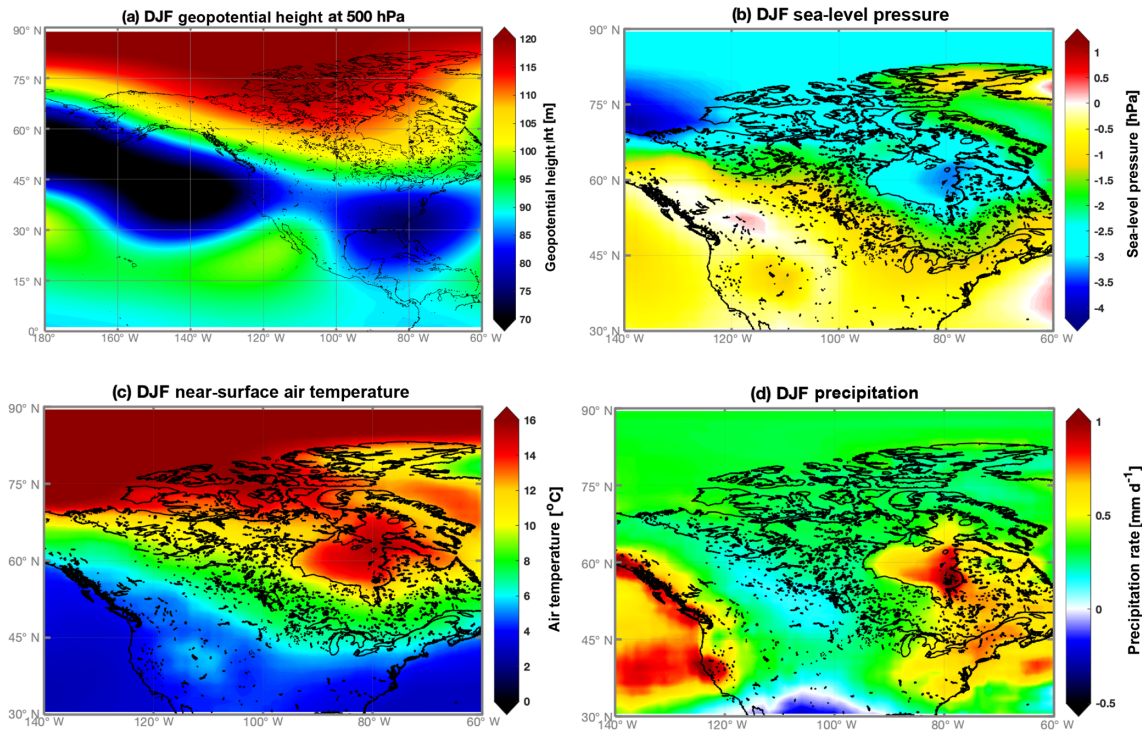 (a) DJF geopotential height at 500 hPa
90° N
75° N
60° N
45° N
30° N
15° N
0°
180° W
160° W
140° W
120° W
100° W
80° W
60° W
120
115
110
105
100
95
90
85
80
75
70
Geopotential height [m]
(b) DJF sea-level pressure
90° N
75° N
60° N
45° N
30° N
140° W
120° W
100° W
80° W
60° W
1
0.5
0
-0.5
-1
-1.5
-2
-2.5
-3
-3.5
-4
Sea-level pressure [hPa]
(c) DJF near-surface air temperature
90° N
75° N
60° N
45° N
30° N
140° W
120° W
100° W
80° W
60° W
16
14
12
10
8
6
4
2
0
Air temperature [°C]
(d) DJF precipitation
90° N
75° N
60° N
45° N
30° N
140° W
120° W
100° W
80° W
60° W
1
0.5
0
-0.5
Precipitation rate [mm d⁻¹]